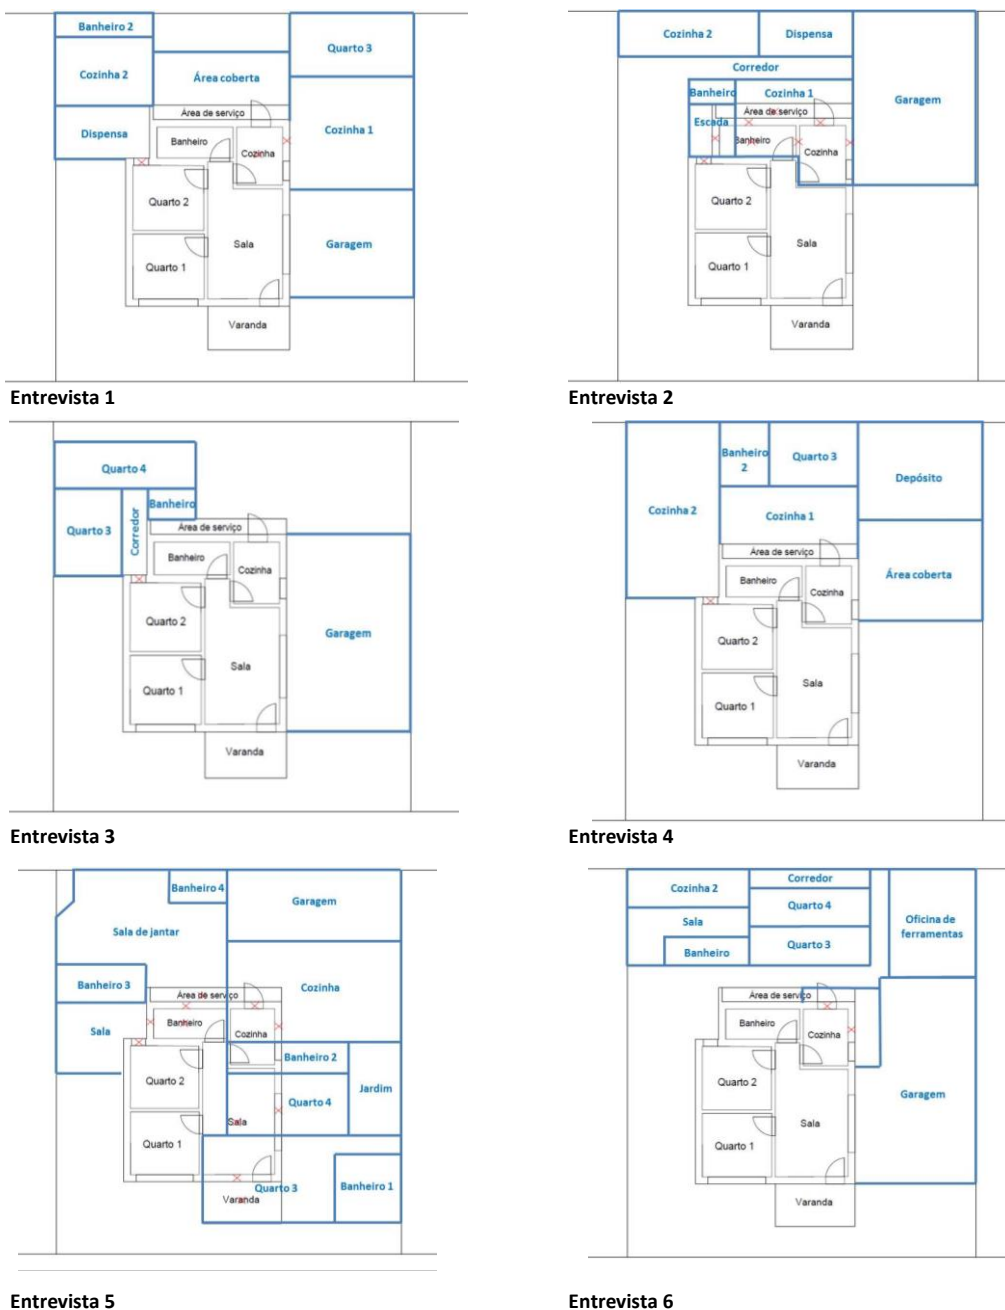 Banheiro 2
Quarto 3
Cozinha 2
Área coberta
Área de serviço
Dispensa
Banheiro
Cozinha
Cozinha 1
Quarto 2
Sala
Garagem
Quarto 1
Varanda
Entrevista 1
Cozinha 2
Dispensa
Corredor
Banheiro
Cozinha 1
Garagem
Área de serviço
Escada
Banheiro
Cozinha
Quarto 2
Sala
Quarto 1
Varanda
Entrevista 2
Quarto 4
Banheiro
Quarto 3
Corredor
Área de serviço
Banheiro
Cozinha
Quarto 2
Garagem
Sala
Quarto 1
Varanda
Entrevista 3
Banheiro
2
Quarto 3
Depósito
Cozinha 2
Cozinha 1
Área de serviço
Área coberta
Banheiro
Cozinha
Quarto 2
Sala
Quarto 1
Varanda
Entrevista 4
Banheiro 4
Garagem
Sala de jantar
Banheiro 3
Cozinha
Área de serviço
Sala
Banheiro
Cozinha
Banheiro 2
Quarto 2
Jardim
Quarto 4
Sala
Quarto 1
Quarto 3
Banheiro 1
Varanda
Entrevista 5
Corredor
Cozinha 2
Quarto 4
Sala
Oficina de
ferramentas
Banheiro
Quarto 3
Área de serviço
Banheiro
Cozinha
Quarto 2
Garagem
Sala
Quarto 1
Varanda
Entrevista 6